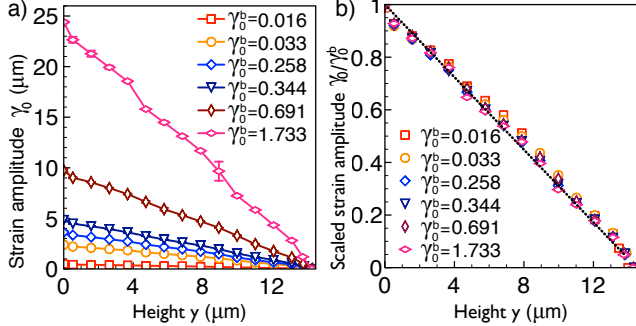 a)
Strain amplitude γ₀ (μm)
25
20
15
10
5
0
γ₀ᵇ=0.016
γ₀ᵇ=0.033
γ₀ᵇ=0.258
γ₀ᵇ=0.344
γ₀ᵇ=0.691
γ₀ᵇ=1.733
0 4 8 12
Height y (μm)
b)
Scaled strain amplitude γ₀/γ₀ᵇ
1
0.8
0.6
0.4
0.2
0
γ₀ᵇ=0.016
γ₀ᵇ=0.033
γ₀ᵇ=0.258
γ₀ᵇ=0.344
γ₀ᵇ=0.691
γ₀ᵇ=1.733
0 4 8 12
Height y (μm)